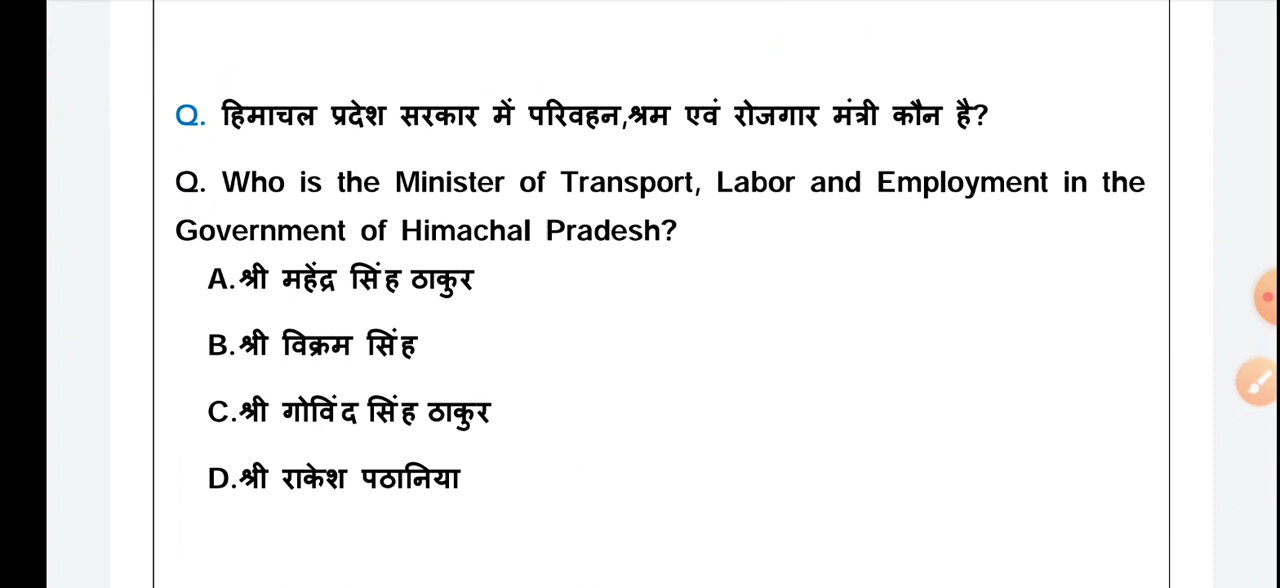 Q. हिमाचल प्रदेश सरकार में परिवहन,श्रम एवं रोजगार मंत्री कौन है?
Q. Who is the Minister of Transport, Labor and Employment in the
Government of Himachal Pradesh?
A.श्री महेंद्र सिंह ठाकुर
B.श्री विक्रम सिंह
C.श्री गोविंद सिंह ठाकुर
D.श्री राकेश पठानिया